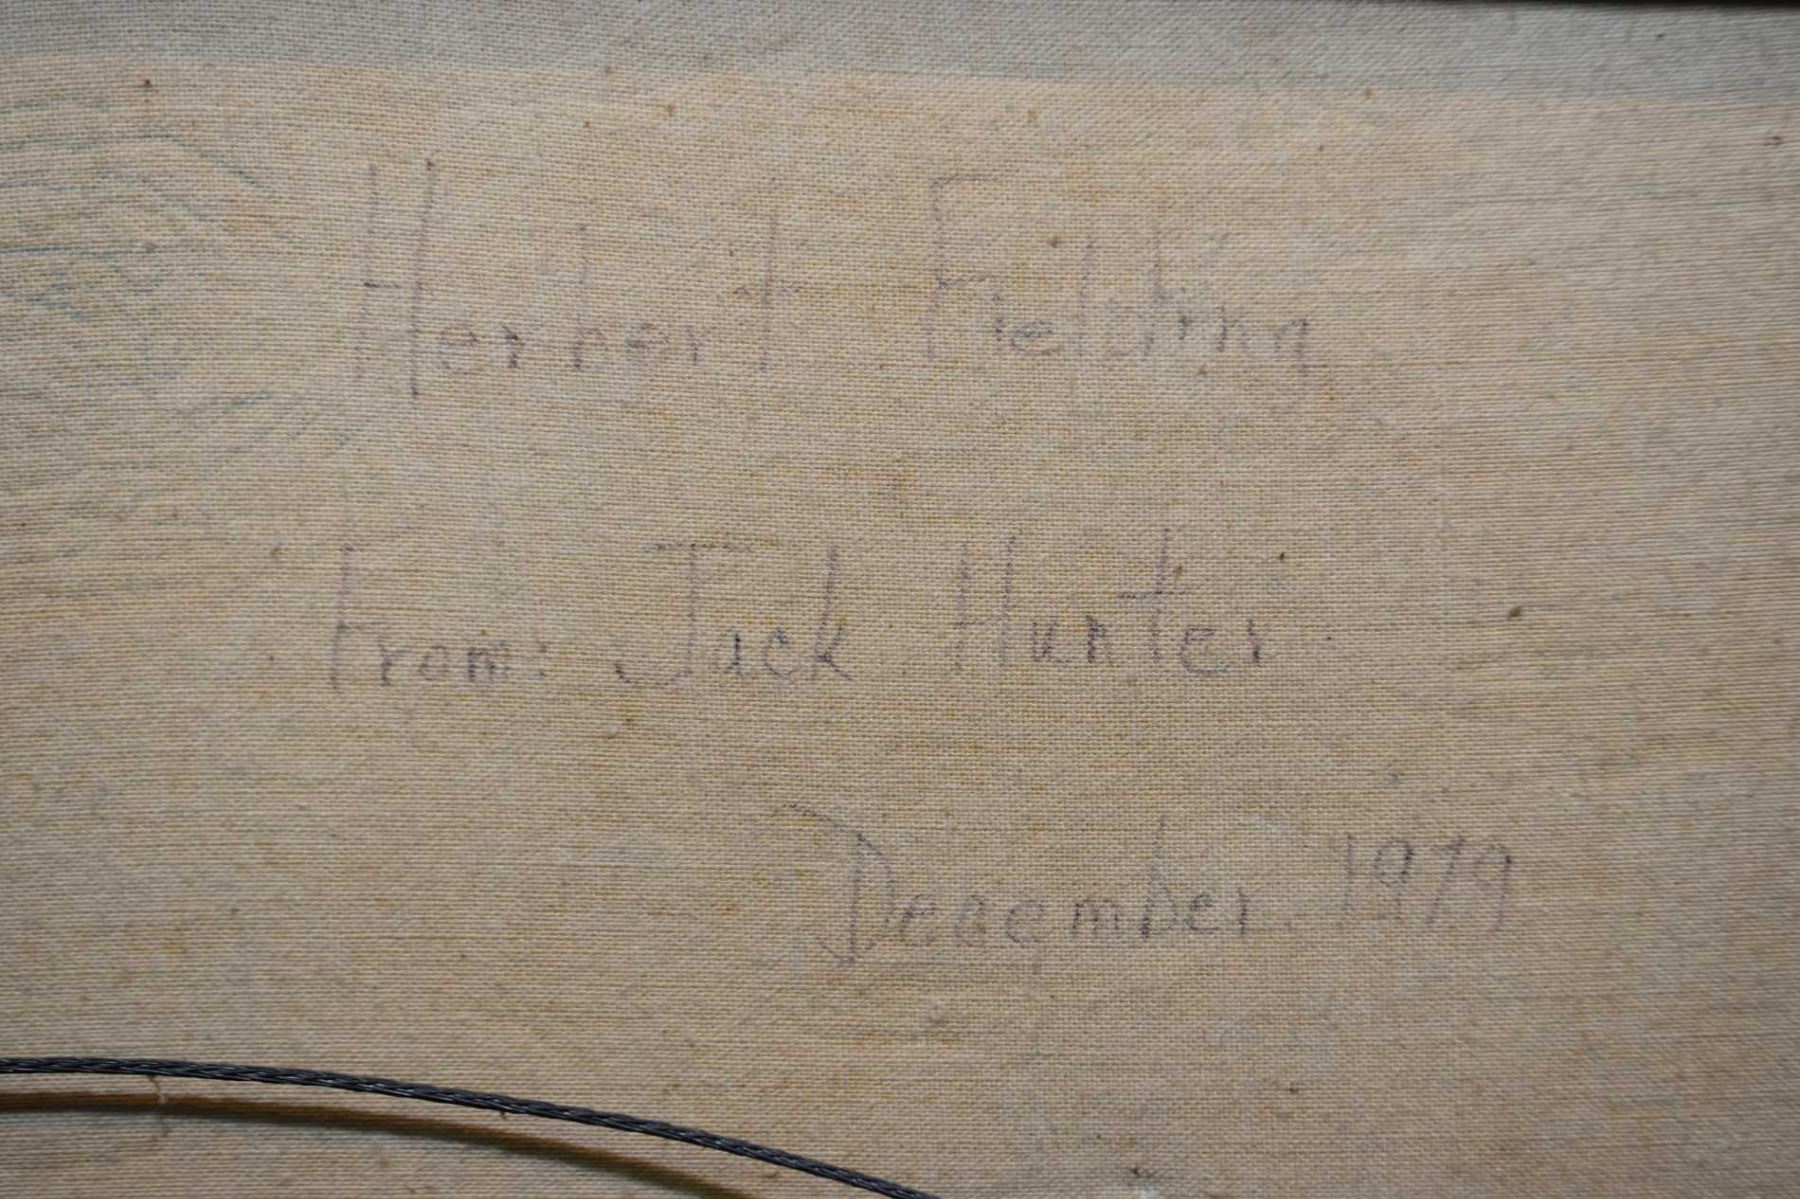 Herbert Fielding
From: Jack Hunter
December 1979